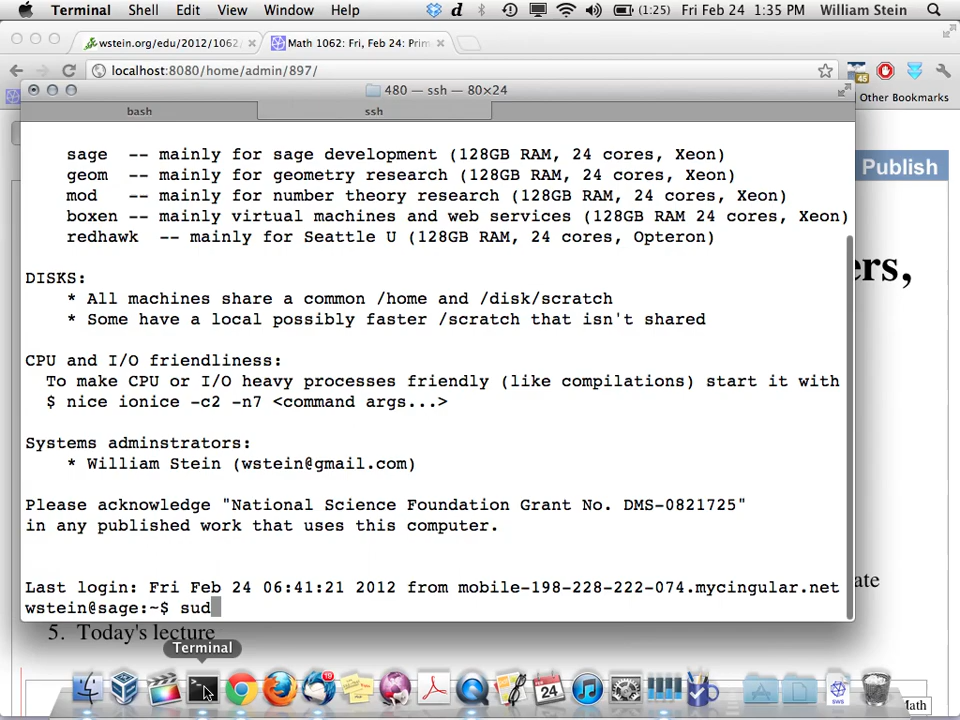 Terminal Shell Edit View Window Help (1:25) Fri Feb 24 1:35 PM William Stein
wstein.org/edu/2012/1062 Math 1062: Fri, Feb 24: Prim
localhost:8080/home/admin/897/
45
Other Bookmarks
480 — ssh — 80×24
bash ssh
sage -- mainly for sage development (128GB RAM, 24 cores, Xeon)
geom -- mainly for geometry research (128GB RAM, 24 cores, Xeon)
mod -- mainly for number theory research (128GB RAM, 24 cores, Xeon)
boxen -- mainly virtual machines and web services (128GB RAM 24 cores, Xeon)
redhawk -- mainly for Seattle U (128GB RAM, 24 cores, Opteron)
Publish
ers,
DISKS:
* All machines share a common /home and /disk/scratch
* Some have a local possibly faster /scratch that isn't shared
CPU and I/O friendliness:
To make CPU or I/O heavy processes friendly (like compilations) start it with
$ nice ionice -c2 -n7 <command args...>
Systems adminstrators:
* William Stein (wstein@gmail.com)
Please acknowledge "National Science Foundation Grant No. DMS-0821725"
in any published work that uses this computer.
Last login: Fri Feb 24 06:41:21 2012 from mobile-198-228-222-074.mycingular.net
wstein@sage:~$ sud
ate
5. Today's lecture
Terminal
19
24
sws
Math